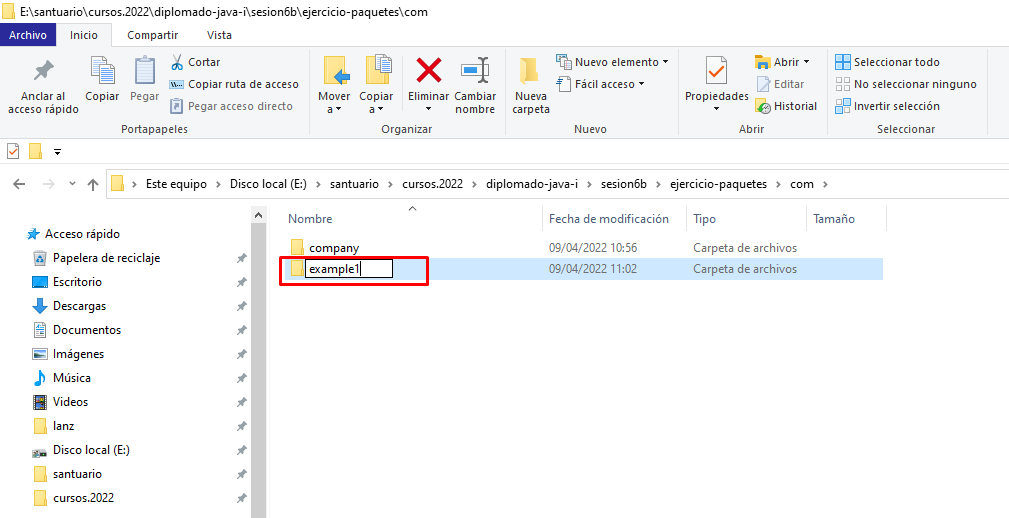 E:\santuario\cursos.2022\diplomado-java-i\sesion6b\ejercicio-paquetes\com
Archivo Inicio Compartir Vista
Anclar al acceso rápido
Copiar
Pegar
Cortar
Copiar ruta de acceso
Pegar acceso directo
Portapapeles
Mover a
Copiar a
Eliminar
Cambiar nombre
Organizar
Nueva carpeta
Nuevo elemento
Fácil acceso
Nuevo
Propiedades
Abrir
Editar
Historial
Abrir
Seleccionar todo
No seleccionar ninguno
Invertir selección
Seleccionar
Este equipo > Disco local (E:) > santuario > cursos.2022 > diplomado-java-i > sesion6b > ejercicio-paquetes > com >
Nombre Fecha de modificación Tipo Tamaño
company 09/04/2022 10:56 Carpeta de archivos
example1 09/04/2022 11:02 Carpeta de archivos
Acceso rápido
Papelera de reciclaje
Escritorio
Descargas
Documentos
Imágenes
Música
Videos
lanz
Disco local (E:)
santuario
cursos.2022